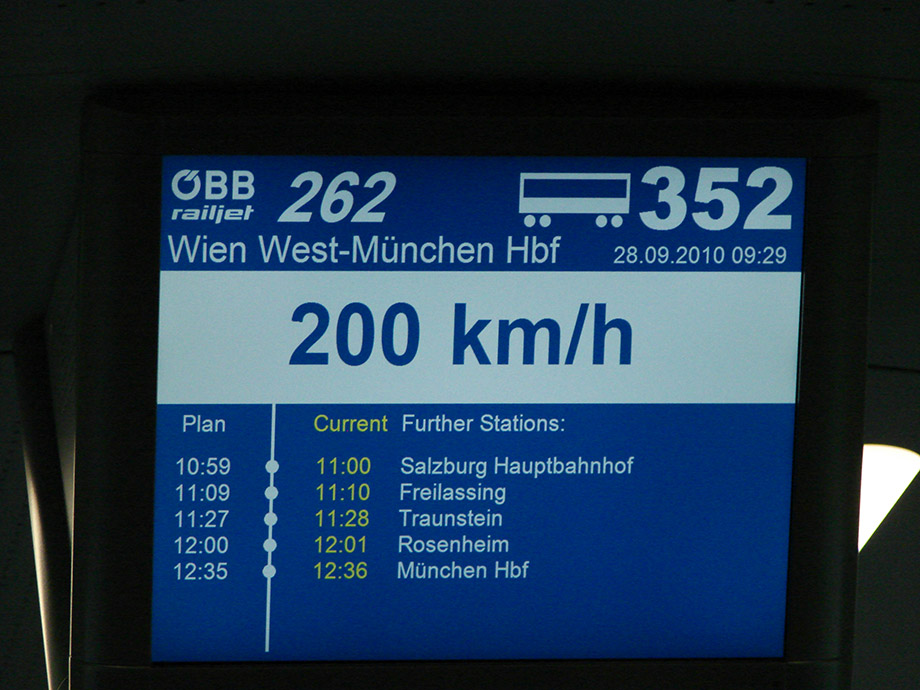 ÖBB railjet 262 352
Wien West-München Hbf 28.09.2010 09:29
200 km/h
Plan Current Further Stations:
10:59 11:00 Salzburg Hauptbahnhof
11:09 11:10 Freilassing
11:27 11:28 Traunstein
12:00 12:01 Rosenheim
12:35 12:36 München Hbf